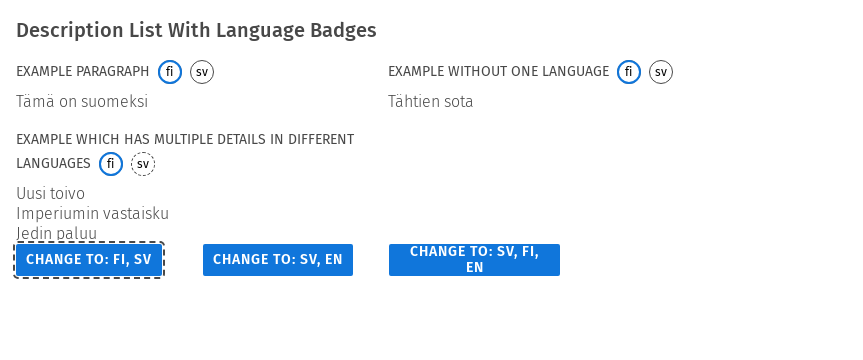 Description List With Language Badges
EXAMPLE PARAGRAPH fi sv
Tämä on suomeksi
EXAMPLE WITHOUT ONE LANGUAGE fi sv
Tähtien sota
EXAMPLE WHICH HAS MULTIPLE DETAILS IN DIFFERENT
LANGUAGES fi sv
Uusi toivo
Imperiumin vastaisku
Jedin paluu
CHANGE TO: FI, SV
CHANGE TO: SV, EN
CHANGE TO: SV, FI,
EN